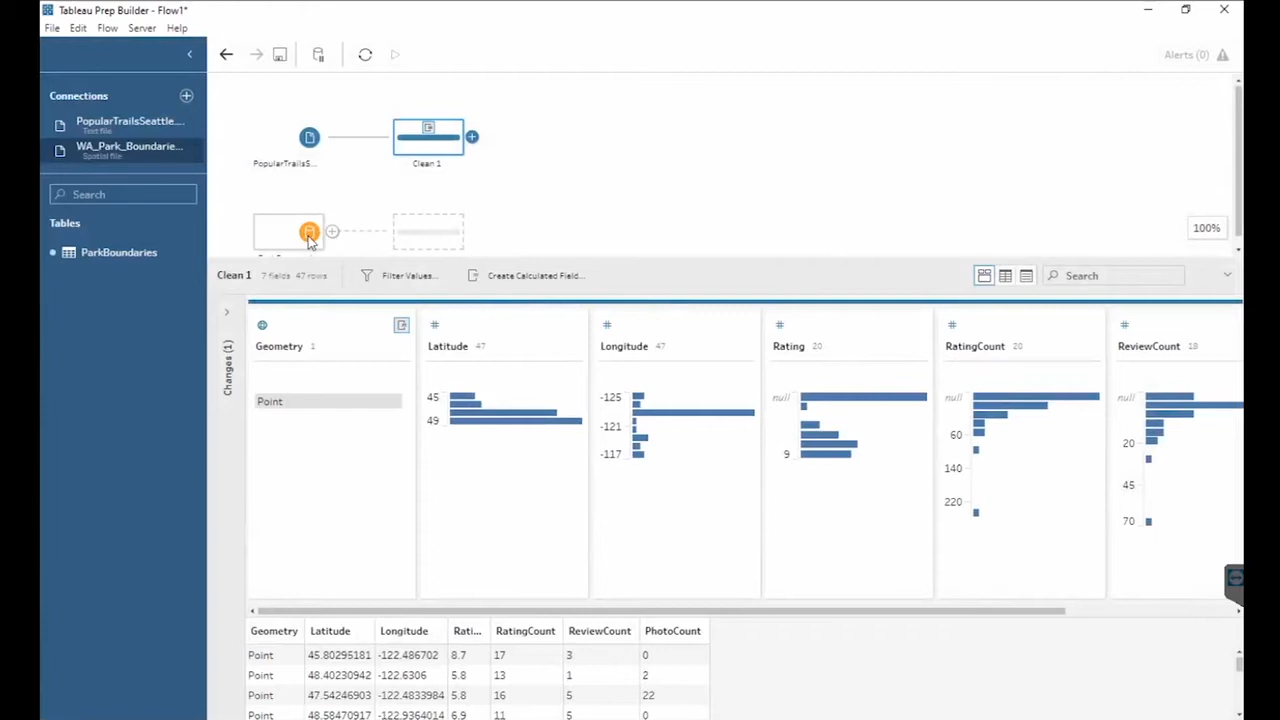 Tableau Prep Builder - Flow1*
File Edit Flow Server Help
Alerts (0)
Connections
PopularTrailsSeattle....
Text file
WA_Park_Boundarie...
Spatial file
Search
Tables
ParkBoundaries
PopularTrailsS...
Clean 1
100%
Clean 1 7 fields 47 rows Filter Values... Create Calculated Field... Search
Changes (1)
Geometry 1
Point
Latitude 47
45
49
Longitude 47
-125
-121
-117
Rating 20
null
9
RatingCount 20
null
60
140
220
ReviewCount 18
null
20
45
70
Geometry Latitude Longitude Rati... RatingCount ReviewCount PhotoCount
Point 45.80295181 -122.486702 8.7 17 3 0
Point 48.40230942 -122.6306 5.8 13 1 2
Point 47.54246903 -122.4833984 5.8 16 5 22
Point 48.58470917 -122.9364014 6.9 11 5 0